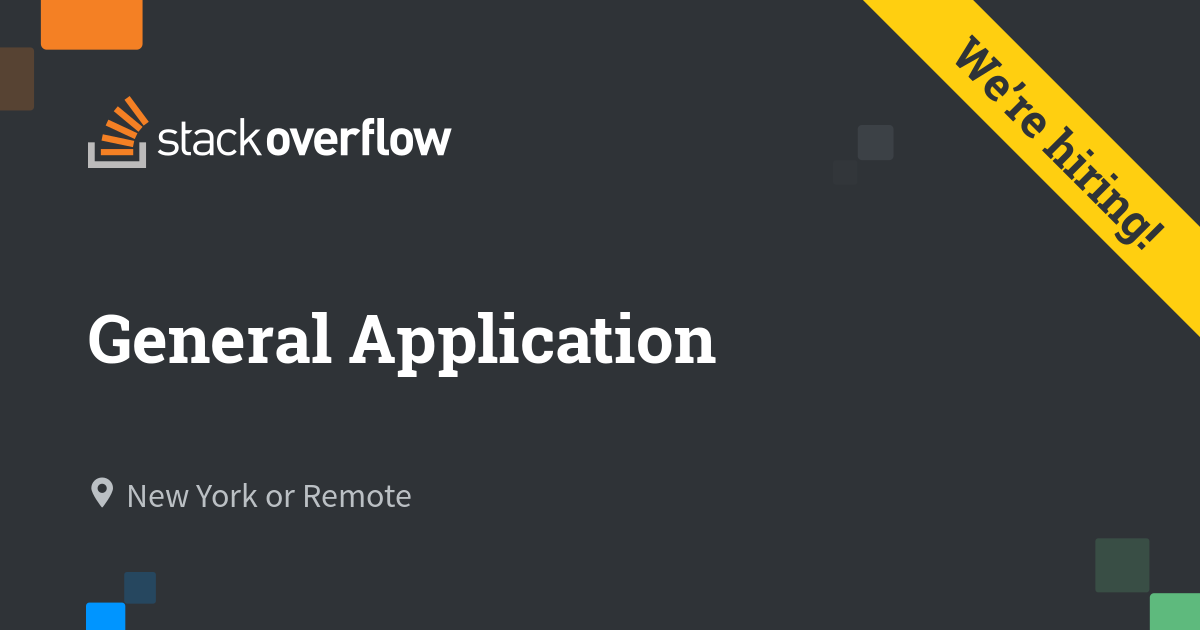 stackoverflow
We're hiring!
General Application
New York or Remote